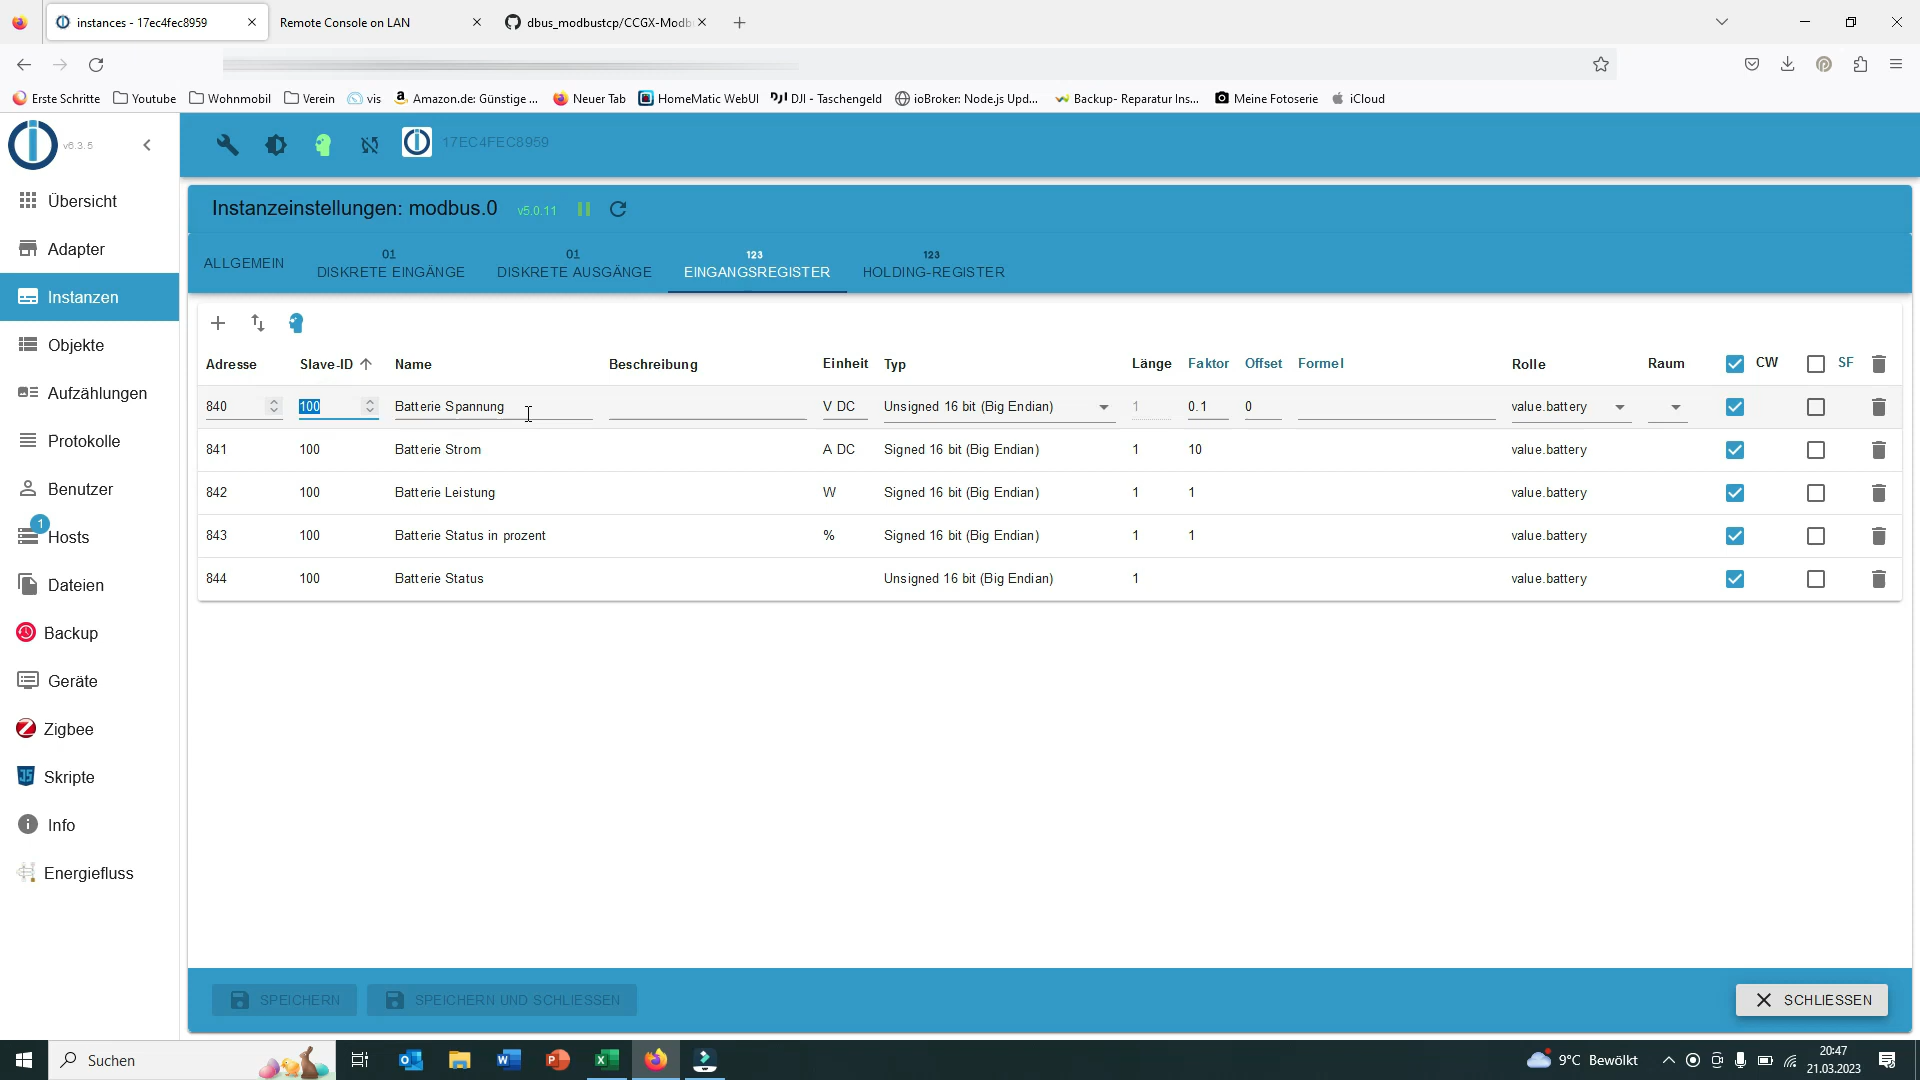 instances - 17ec4fec8959
Remote Console on LAN
dbus_modbustcp/CCGX-Modb
Erste Schritte
Youtube
Wohnmobil
Verein
vis
Amazon.de: Günstige ...
Neuer Tab
HomeMatic WebUI
DJI - Taschengeld
ioBroker: Node.js Upd...
Backup- Reparatur Ins...
Meine Fotoserie
iCloud
v6.3.5
17EC4FEC8959
Übersicht
Adapter
Instanzen
Objekte
Aufzählungen
Protokolle
Benutzer
1
Hosts
Dateien
Backup
Geräte
Zigbee
Skripte
Info
Energiefluss
Instanzeinstellungen: modbus.0 v5.0.11
ALLGEMEIN
01
DISKRETE EINGÄNGE
01
DISKRETE AUSGÄNGE
123
EINGANGSREGISTER
123
HOLDING-REGISTER
Adresse Slave-ID Name Beschreibung Einheit Typ Länge Faktor Offset Formel Rolle Raum CW SF
840 100 Batterie Spannung V DC Unsigned 16 bit (Big Endian) 1 0.1 0 value.battery
841 100 Batterie Strom A DC Signed 16 bit (Big Endian) 1 10 value.battery
842 100 Batterie Leistung W Signed 16 bit (Big Endian) 1 1 value.battery
843 100 Batterie Status in prozent % Signed 16 bit (Big Endian) 1 1 value.battery
844 100 Batterie Status Unsigned 16 bit (Big Endian) 1 value.battery
SPEICHERN
SPEICHERN UND SCHLIESSEN
SCHLIESSEN
Suchen
9°C Bewölkt
20:47
21.03.2023